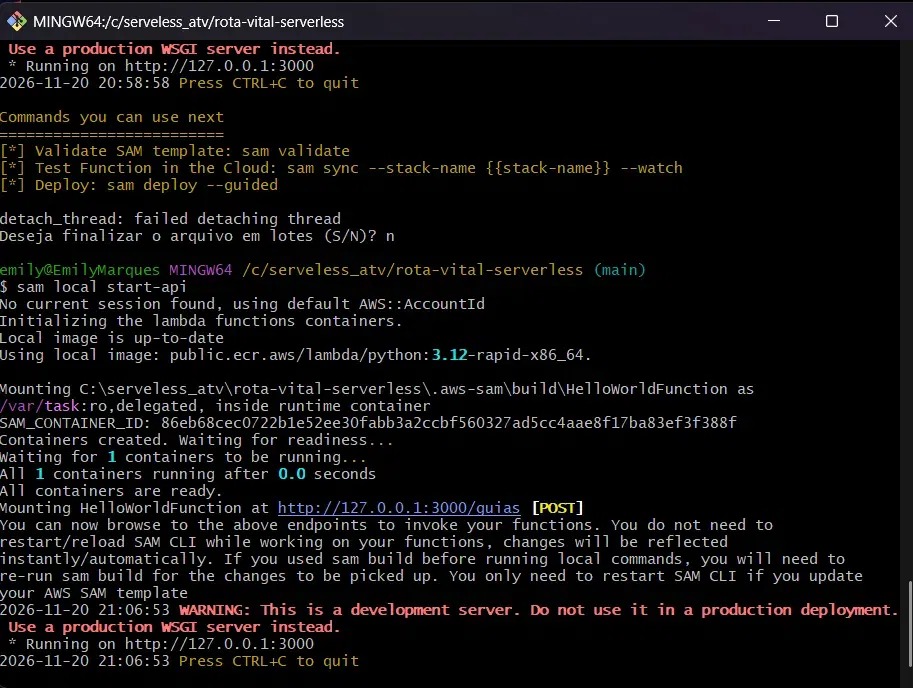 MINGW64:/c/serveless_atv/rota-vital-serverless
Use a production WSGI server instead.
* Running on http://127.0.0.1:3000
2026-11-20 20:58:58 Press CTRL+C to quit
Commands you can use next
=========================
[*] Validate SAM template: sam validate
[*] Test Function in the Cloud: sam sync --stack-name {{stack-name}} --watch
[*] Deploy: sam deploy --guided
detach_thread: failed detaching thread
Deseja finalizar o arquivo em lotes (S/N)? n
emily@EmilyMarques MINGW64 /c/serveless_atv/rota-vital-serverless (main)
$ sam local start-api
No current session found, using default AWS::AccountId
Initializing the lambda functions containers.
Local image is up-to-date
Using local image: public.ecr.aws/lambda/python:3.12-rapid-x86_64.
Mounting C:\serveless_atv\rota-vital-serverless\.aws-sam\build\HelloWorldFunction as
/var/task:ro,delegated, inside runtime container
SAM_CONTAINER_ID: 86eb68cec0722b1e52ee30fabb3a2ccbf560327ad5cc4aae8f17ba83ef3f388f
Containers created. Waiting for readiness...
Waiting for 1 containers to be running...
All 1 containers running after 0.0 seconds
All containers are ready.
Mounting HelloWorldFunction at http://127.0.0.1:3000/guias [POST]
You can now browse to the above endpoints to invoke your functions. You do not need to
restart/reload SAM CLI while working on your functions, changes will be reflected
instantly/automatically. If you used sam build before running local commands, you will need to
re-run sam build for the changes to be picked up. You only need to restart SAM CLI if you update
your AWS SAM template
2026-11-20 21:06:53 WARNING: This is a development server. Do not use it in a production deployment.
Use a production WSGI server instead.
* Running on http://127.0.0.1:3000
2026-11-20 21:06:53 Press CTRL+C to quit